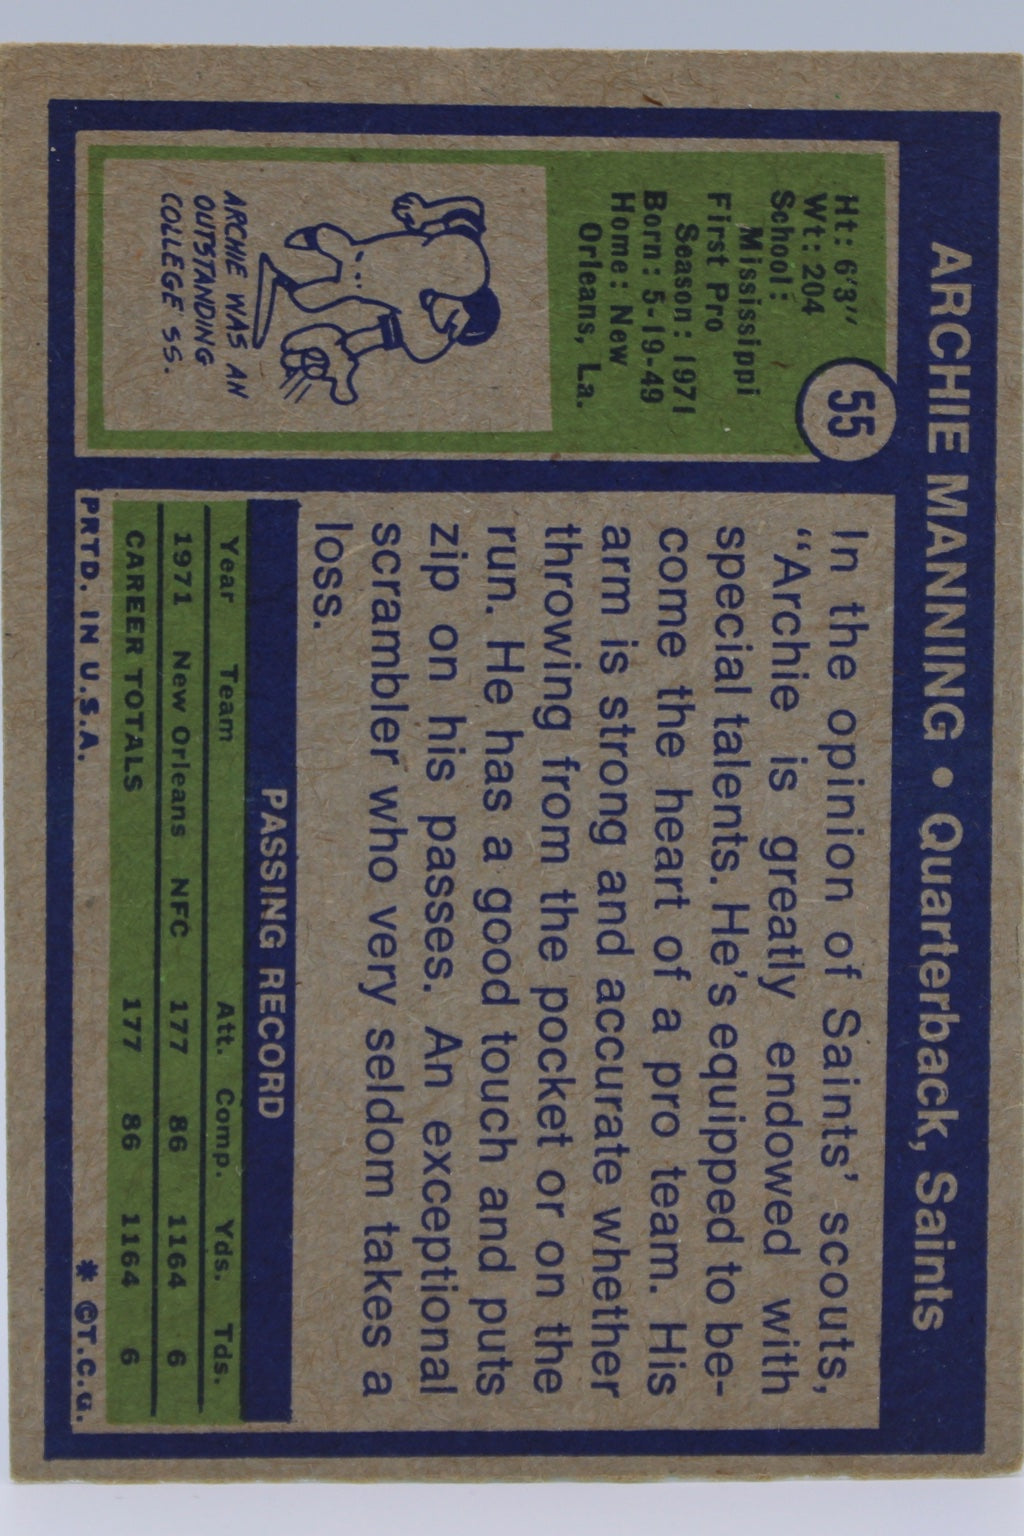 ARCHIE MANNING • Quarterback, Saints
55
Ht: 6'3"
Wt: 204
School:
Mississippi
First Pro
Season: 1971
Born: 5-19-49
Home: New
Orleans, La.
ARCHIE WAS AN
OUTSTANDING
COLLEGE SS.
In the opinion of Saints' scouts,
"Archie is greatly endowed with
special talents. He's equipped to be-
come the heart of a pro team. His
arm is strong and accurate whether
throwing from the pocket or on the
run. He has a good touch and puts
zip on his passes. An exceptional
scrambler who very seldom takes a
loss.
PASSING RECORD
Year Team Att. Comp. Yds. Tds.
1971 New Orleans NFC 177 86 1164 6
CAREER TOTALS 177 86 1164 6
PRTD. IN U.S.A. * ©T.C.G.